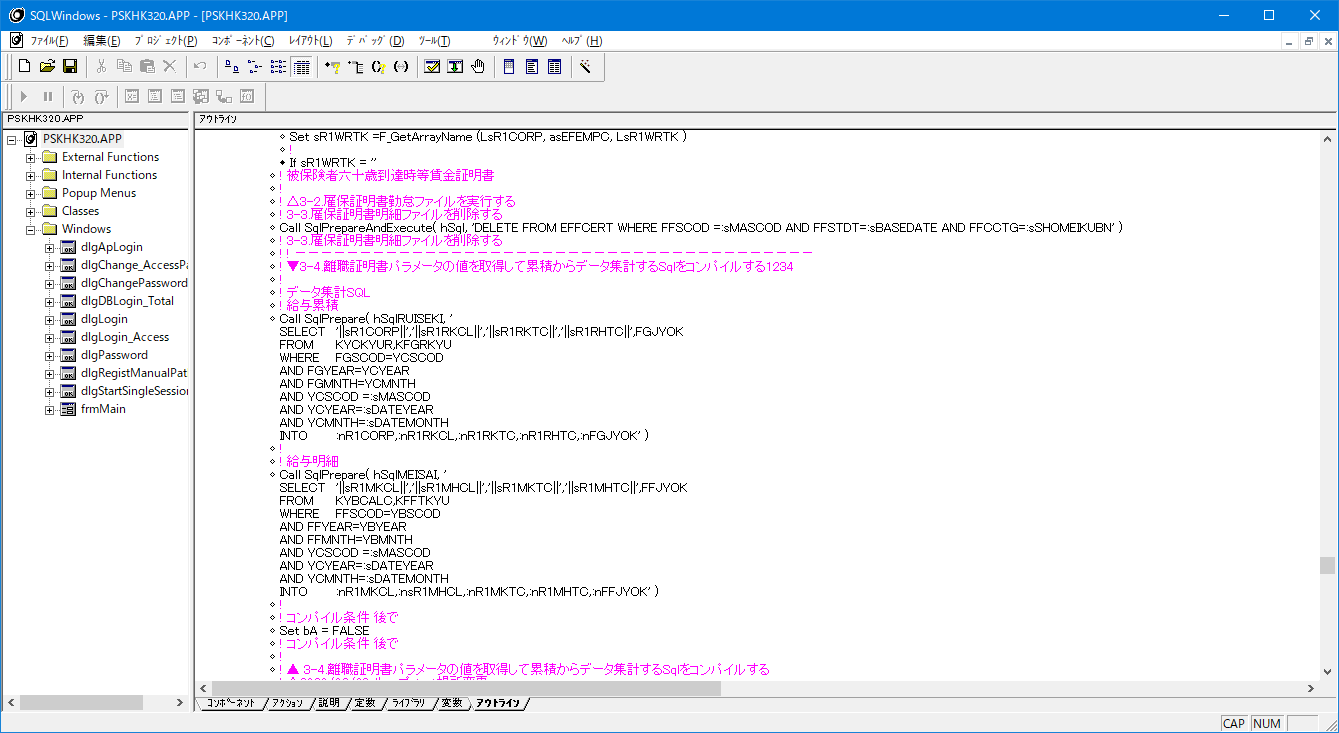 SQLWindows - PSKHK320.APP - [PSKHK320.APP]
ファイル(F) 編集(E) プロジェクト(P) コンポーネント(C) レイアウト(L) デバッグ(D) ツール(T) ウィンドウ(W) ヘルプ(H)
PSKHK320.APP
アウトライン
PSKHK320.APP
External Functions
Internal Functions
Popup Menus
Classes
Windows
dlgApLogin
dlgChange_AccessPa
dlgChangePassword
dlgDBLogin_Total
dlgLogin
dlgLogin_Access
dlgPassword
dlgRegistManualPat
dlgStartSingleSession
frmMain
Set sR1WRTK =F_GetArrayName (LsR1CORP, asEFEMPC, LsR1WRTK )
!
If sR1WRTK = ''
! 被保険者六十歳到達時等賃金証明書
!
! △3-2.雇保証明書勤怠ファイルを実行する
! 3-3.雇保証明書明細ファイルを削除する
Call SqlPrepareAndExecute( hSql, 'DELETE FROM EFFCERT WHERE FFSCOD =:sMASCOD AND FFSTDT=:sBASEDATE AND FFCCTG=:sSHOMEIKUBN' )
! 3-3.雇保証明書明細ファイルを削除する
! ! －－－－－－－－－－－－－－－－－－－－－－－－－－－－－－－－－－－－－－
! ▼3-4.離職証明書パラメータの値を取得して累積からデータ集計するSqlをコンパイルする1234
!
! データ集計SQL
! 給与累積
Call SqlPrepare( hSqlRUISEKI, '
SELECT '||sR1CORP||','||sR1RKCL||','||sR1RKTC||','||sR1RHTC||',FGJYOK
FROM KYCKYUR,KFGRKYU
WHERE FGSCOD=YCSCOD
AND FGYEAR=YCYEAR
AND FGMNTH=YCMNTH
AND YCSCOD =:sMASCOD
AND YCYEAR=:sDATEYEAR
AND YCMNTH=:sDATEMONTH
INTO :nR1CORP,:nR1RKCL,:nR1RKTC,:nR1RHTC,:nFGJYOK' )
!
! 給与明細
Call SqlPrepare( hSqlMEISAI, '
SELECT '||sR1MKCL||','||sR1MHCL||','||sR1MKTC||','||sR1MHTC||',FFJYOK
FROM KYBCALC,KFFTKYU
WHERE FFSCOD=YBSCOD
AND FFYEAR=YBYEAR
AND FFMNTH=YBMNTH
AND YCSCOD =:sMASCOD
AND YCYEAR=:sDATEYEAR
AND YCMNTH=:sDATEMONTH
INTO :nR1MKCL,:nsR1MHCL,:nR1MKTC,:nR1MHTC,:nFFJYOK' )
!
! コンパイル条件 後で
Set bA = FALSE
! コンパイル条件 後で
!
! ▲ 3-4.離職証明書パラメータの値を取得して累積からデータ集計するSqlをコンパイルする
コンポーネント アクション 説明 定数 ライブラリ 変数 アウトライン
CAP NUM